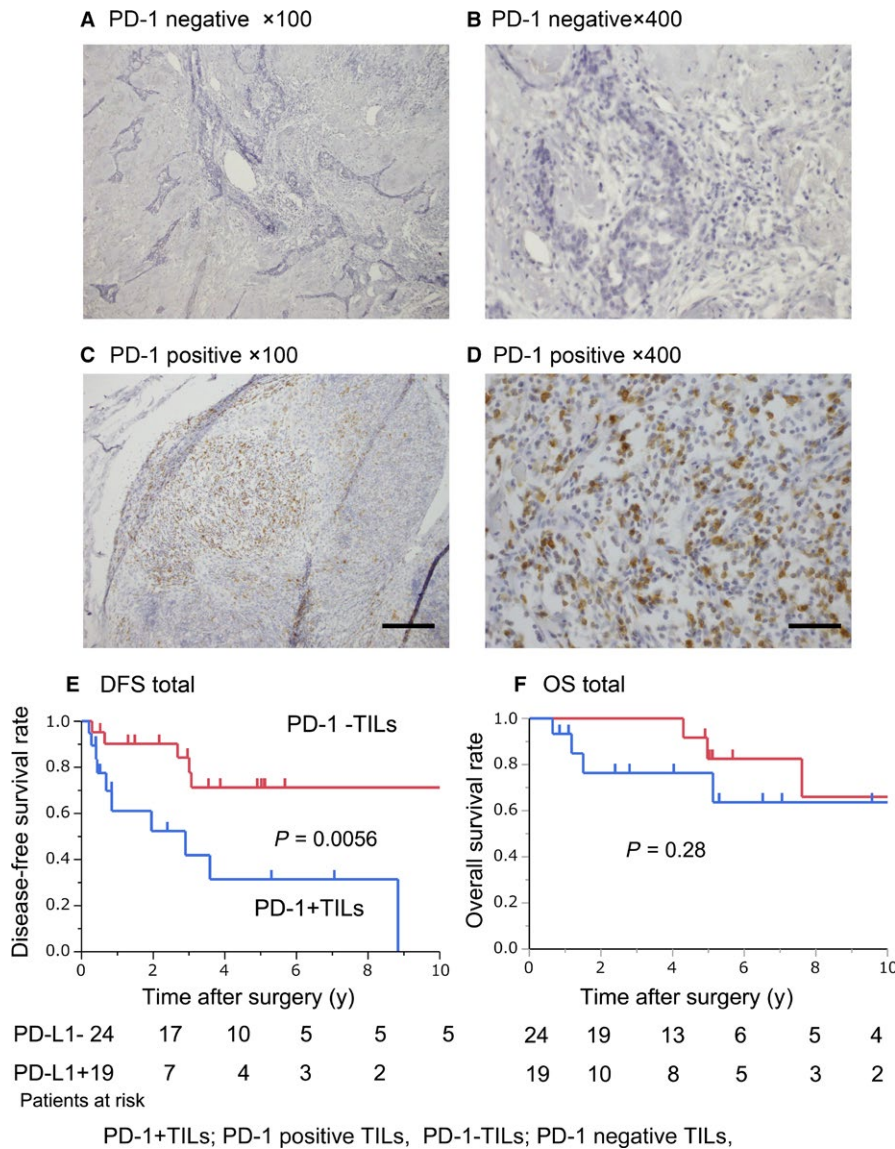 A PD-1 negative ×100
B PD-1 negative×400
C PD-1 positive ×100
D PD-1 positive ×400
E DFS total
Disease-free survival rate
1.0
0.8
0.6
0.4
0.2
0.0
PD-1 -TILs
P = 0.0056
PD-1+TILs
0 2 4 6 8 10
Time after surgery (y)
F OS total
Overall survival rate
1.0
0.8
0.6
0.4
0.2
0.0
P = 0.28
0 2 4 6 8 10
Time after surgery (y)
PD-L1- 24 17 10 5 5 5 24 19 13 6 5 4
PD-L1+19 7 4 3 2 19 10 8 5 3 2
Patients at risk
PD-1+TILs; PD-1 positive TILs, PD-1-TILs; PD-1 negative TILs,